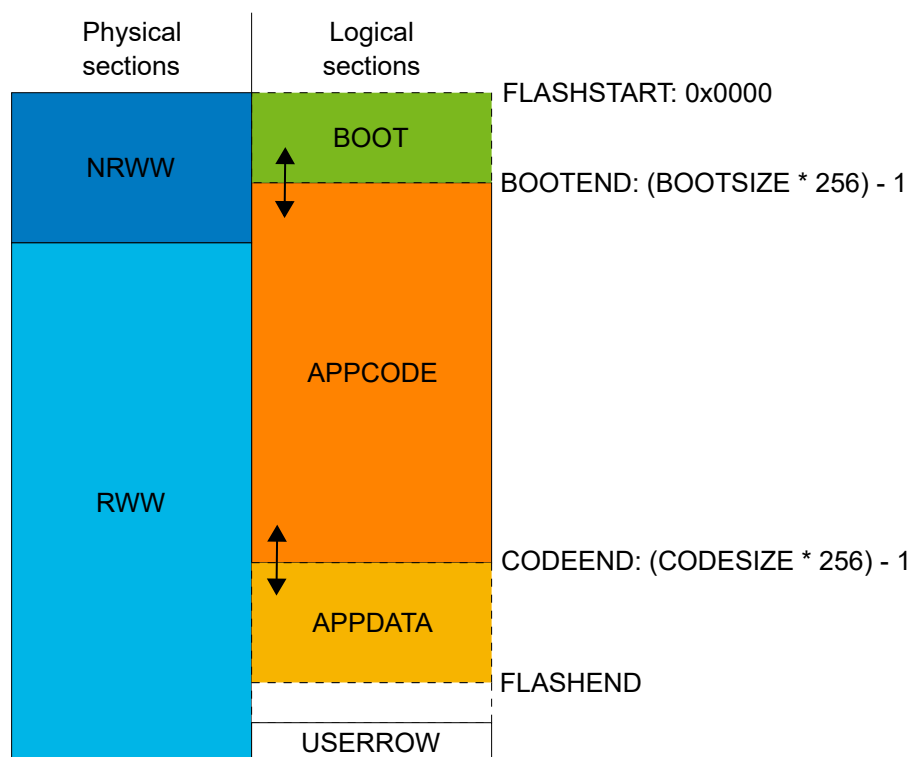 Physical
sections
Logical
sections
FLASHSTART: 0x0000
BOOT
NRWW
BOOTEND: (BOOTSIZE * 256) - 1
APPCODE
RWW
CODEEND: (CODESIZE * 256) - 1
APPDATA
FLASHEND
USERROW